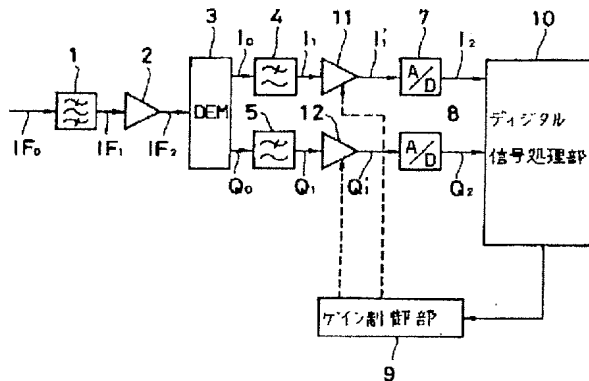 3 4 11 7 10
1 2 I₀ I₁ I₁' A/D I₂
IF₀ IF₁ IF₂ DEM 5 12 8
ディジタル
信号処理部
Q₀ Q₁ Q₁' A/D Q₂
ゲイン制御部
9